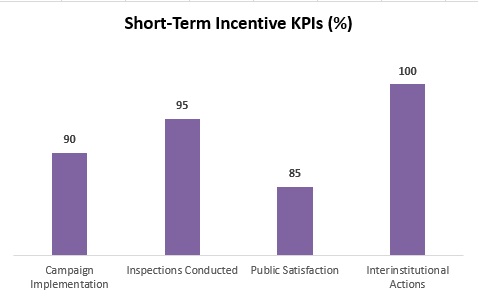 Short-Term Incentive KPIs (%)
100
95
90
85
Campaign
Implementation
Inspections Conducted
Public Satisfaction
Interinstitutional
Actions